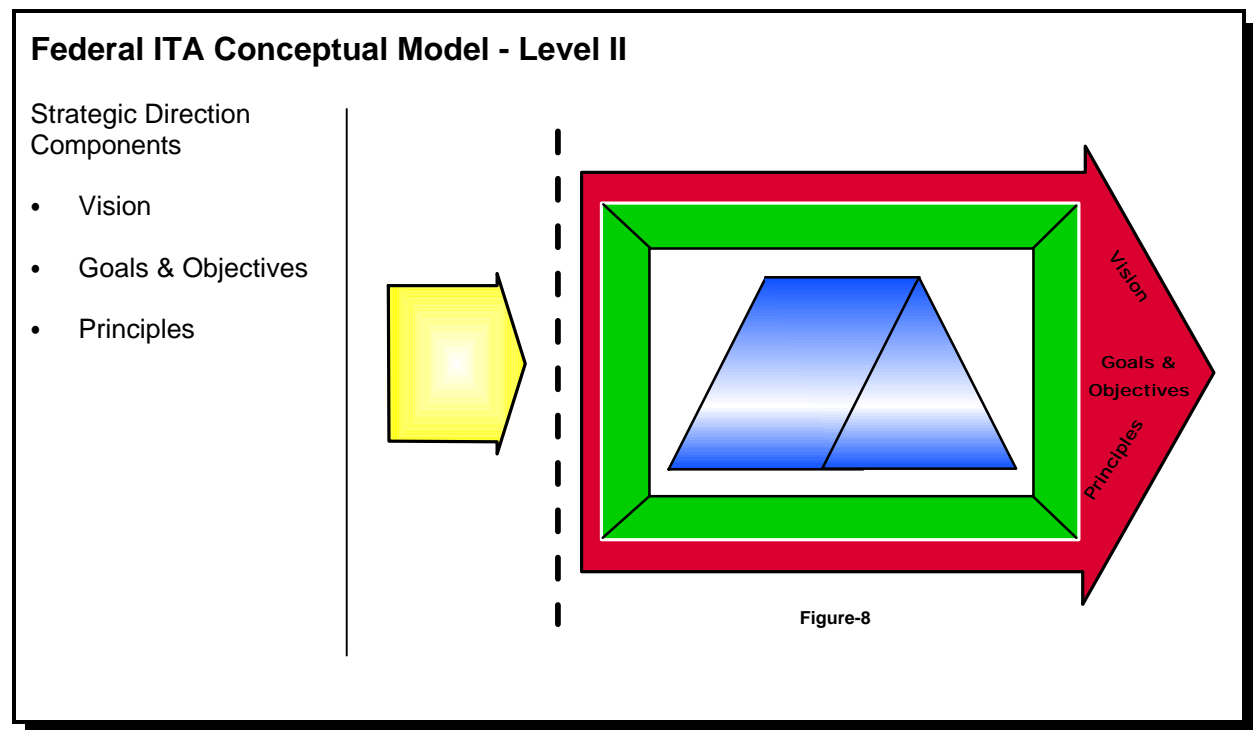 Federal ITA Conceptual Model - Level II
Strategic Direction
Components
• Vision
• Goals & Objectives
• Principles
Vision
Goals &
Objectives
Principles
Figure-8